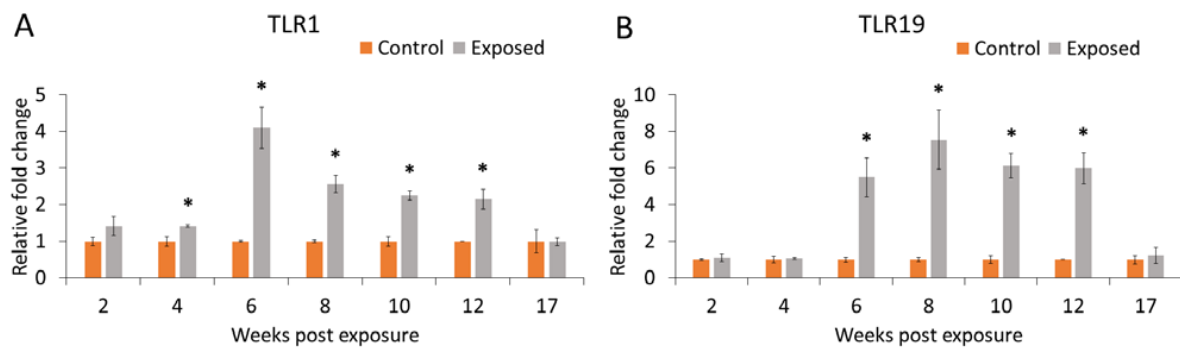 A
TLR1
Control Exposed
Relative fold change
5
4
3
2
1
0
* * * * *
2 4 6 8 10 12 17
Weeks post exposure
B
TLR19
Control Exposed
Relative fold change
10
8
6
4
2
0
* * * *
2 4 6 8 10 12 17
Weeks post exposure